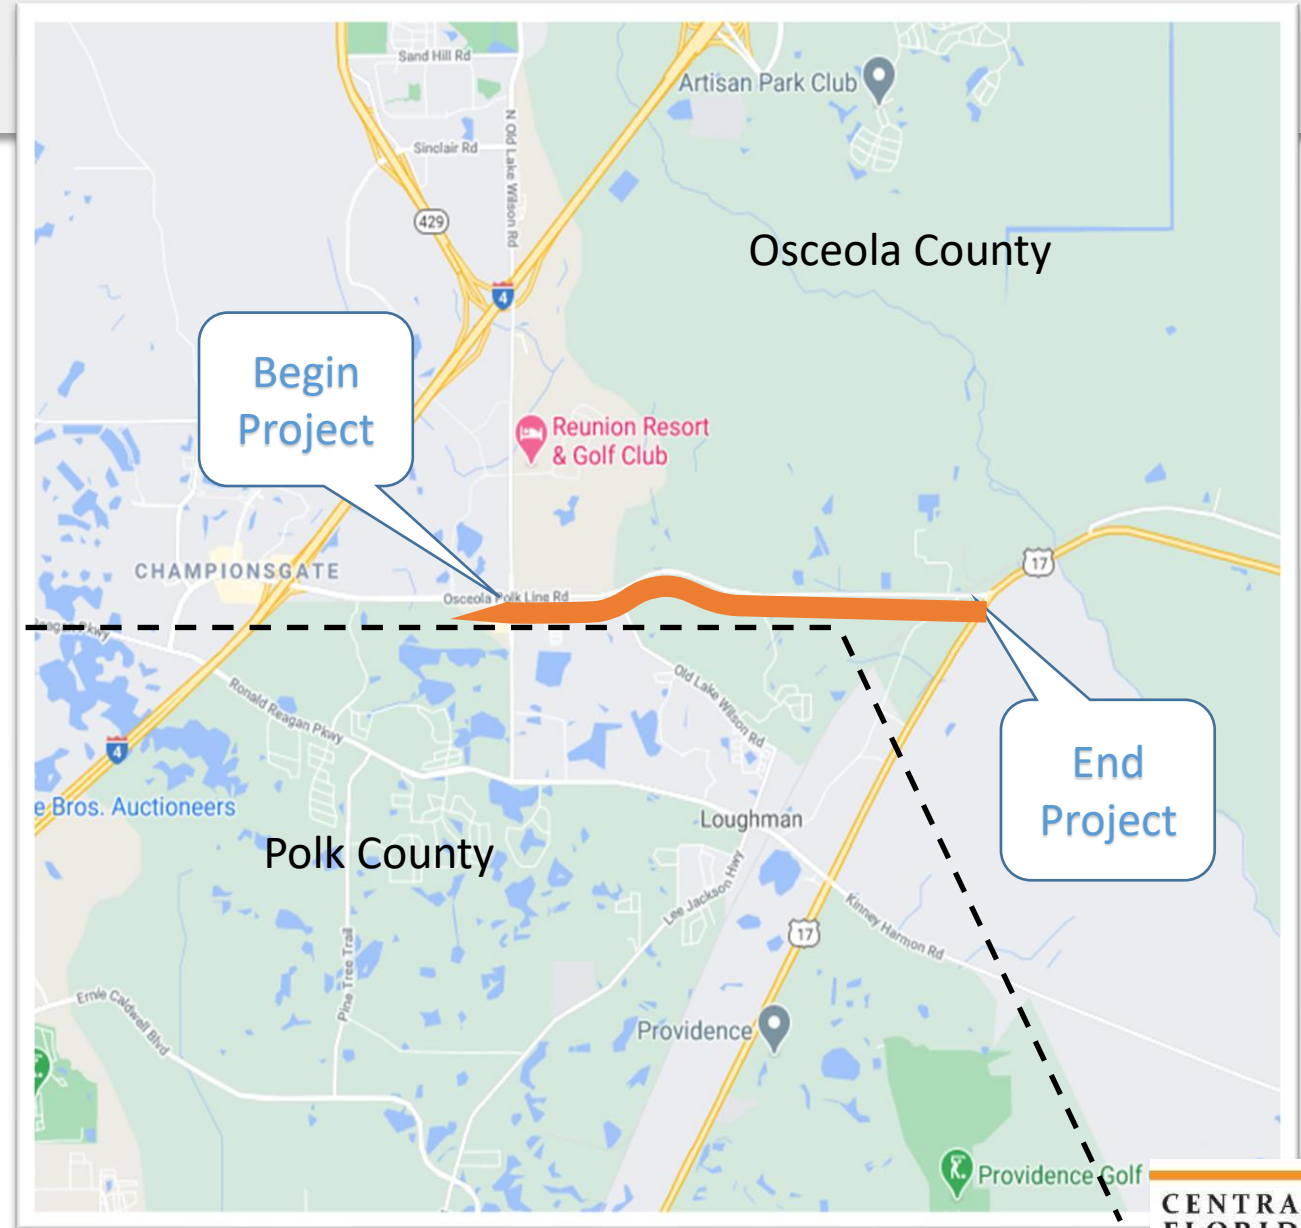 Sand Hill Rd
Artisan Park Club
N Old Lake Wilson Rd
Sinclair Rd
429
Osceola County
4
Begin
Project
Reunion Resort
& Golf Club
17
CHAMPIONSGATE
Osceola Polk Line Rd
Reagan Pkwy
Old Lake Wilson Rd
Ronald Reagan Pkwy
4
End
Project
e Bros. Auctioneers
Loughman
Polk County
Lee Jackson Hwy
Kinney Harmon Rd
17
Pine Tree Trail
Ernie Caldwell Blvd
Providence
Providence Golf
CENTRA